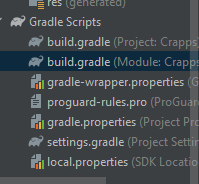 res (generated)
Gradle Scripts
build.gradle (Project: Crapps
build.gradle (Module: Crapps
gradle-wrapper.properties (G
proguard-rules.pro (ProGuar
gradle.properties (Project Pro
settings.gradle (Project Settin
local.properties (SDK Locatio